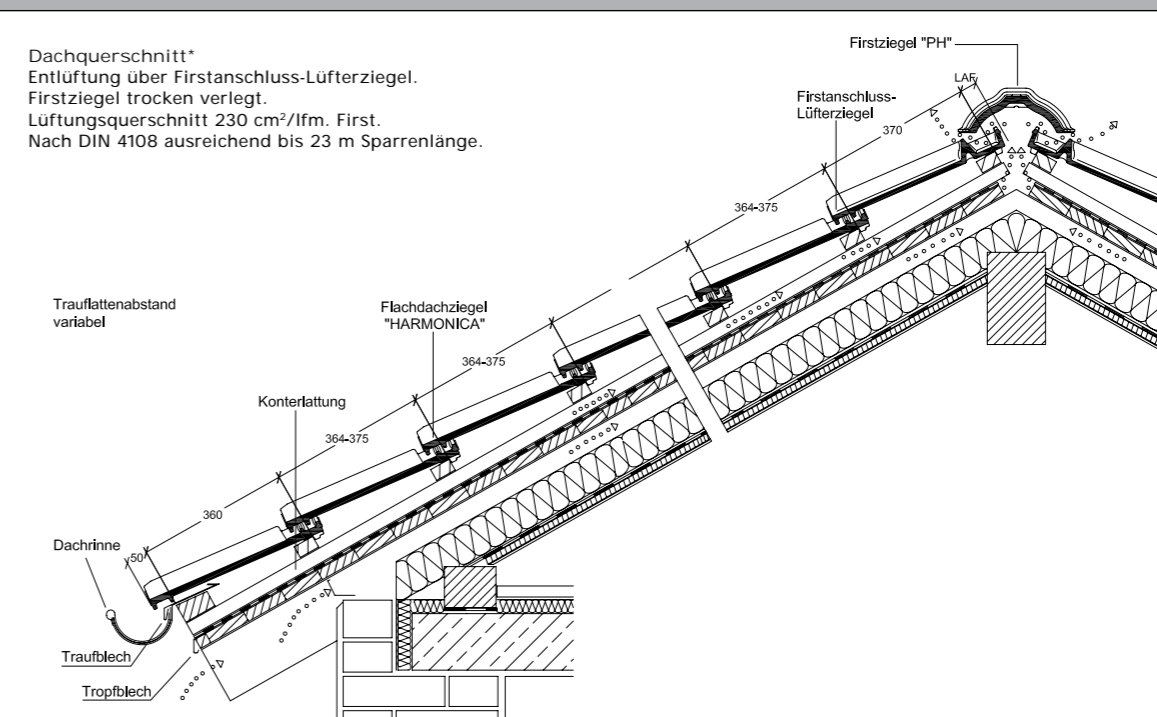 Dachquerschnitt*
Entlüftung über Firstanschluss-Lüfterziegel.
Firstziegel trocken verlegt.
Lüftungsquerschnitt 230 cm²/lfm. First.
Nach DIN 4108 ausreichend bis 23 m Sparrenlänge.
Firstziegel "PH"
LAF
Firstanschluss-
Lüfterziegel
370
364-375
Trauflattenabstand
variabel
Flachdachziegel
"HARMONICA"
364-375
Konterlattung
364-375
360
Dachrinne
50
Traufblech
Tropfblech